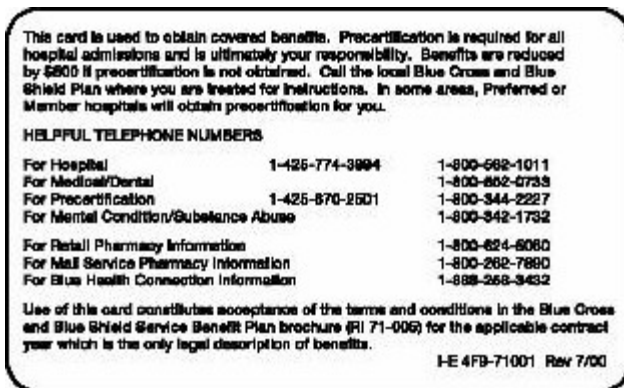 This card is used to obtain covered benefits. Precertification is required for all
hospital admissions and is ultimately your responsibility. Benefits are reduced
by $500 if precertification is not obtained. Call the local Blue Cross and Blue
Shield Plan where you are treated for instructions. In some areas, Preferred or
Member hospitals will obtain precertification for you.
HELPFUL TELEPHONE NUMBERS
For Hospital 1-425-774-3994 1-800-562-1011
For Medical/Dental 1-800-652-0733
For Precertification 1-425-670-2501 1-800-344-2227
For Mental Condition/Substance Abuse 1-800-342-1732
For Retail Pharmacy Information 1-800-624-5060
For Mail Service Pharmacy Information 1-800-262-7890
For Blue Health Connection Information 1-888-258-3432
Use of this card constitutes acceptance of the terms and conditions in the Blue Cross
and Blue Shield Service Benefit Plan brochure (RI 71-005) for the applicable contract
year which is the only legal description of benefits.
4F9-71001 Rev 7/00